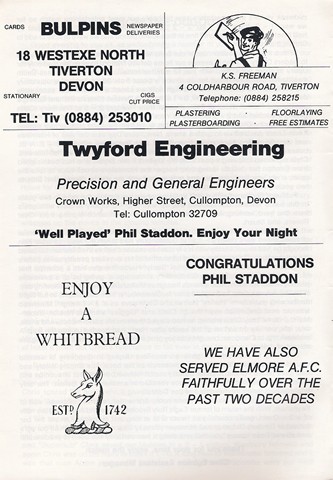 CARDS BULPINS NEWSPAPER DELIVERIES
18 WESTEXE NORTH
TIVERTON
DEVON
STATIONARY CIGS CUT PRICE
TEL: Tiv (0884) 253010
K.S. FREEMAN
4 COLDHARBOUR ROAD, TIVERTON
Telephone: (0884) 258215
PLASTERING · FLOORLAYING
PLASTERBOARDING · FREE ESTIMATES
Twyford Engineering
Precision and General Engineers
Crown Works, Higher Street, Cullompton, Devon
Tel: Cullompton 32709
'Well Played' Phil Staddon. Enjoy Your Night
ENJOY
A
WHITBREAD
ESTD 1742
CONGRATULATIONS
PHIL STADDON
WE HAVE ALSO
SERVED ELMORE A.F.C.
FAITHFULLY OVER THE
PAST TWO DECADES